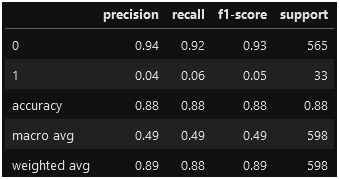 precision recall f1-score support
0 0.94 0.92 0.93 565
1 0.04 0.06 0.05 33
accuracy 0.88 0.88 0.88 0.88
macro avg 0.49 0.49 0.49 598
weighted avg 0.89 0.88 0.89 598